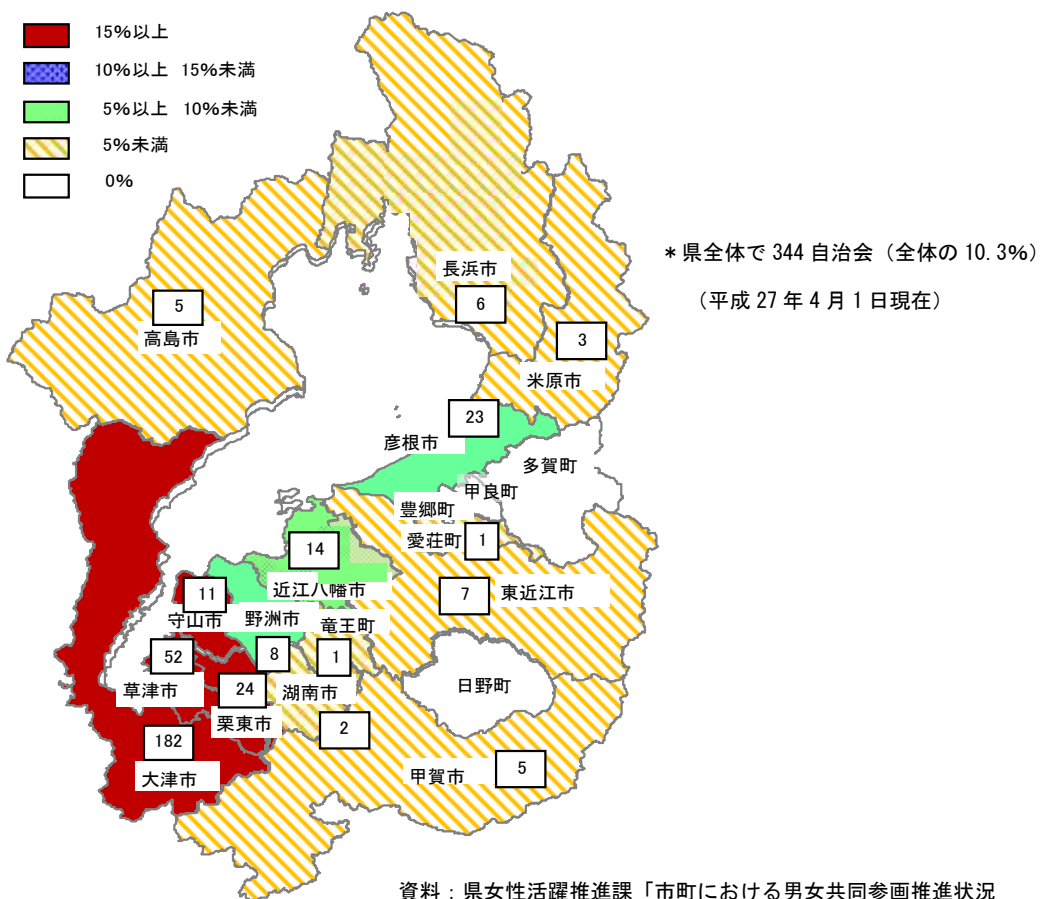 15%以上
10%以上 15%未満
5%以上 10%未満
5%未満
0%
*県全体で 344 自治会（全体の 10.3%）
（平成 27 年 4 月 1 日現在）
長浜市
6
5
高島市
3
米原市
23
彦根市
多賀町
甲良町
豊郷町
愛荘町
1
14
近江八幡市
7
東近江市
11
守山市
野洲市
8
竜王町
1
52
草津市
24
栗東市
湖南市
2
日野町
182
大津市
甲賀市
5
資料：県女性活躍推進課「市町における男女共同参画推進状況